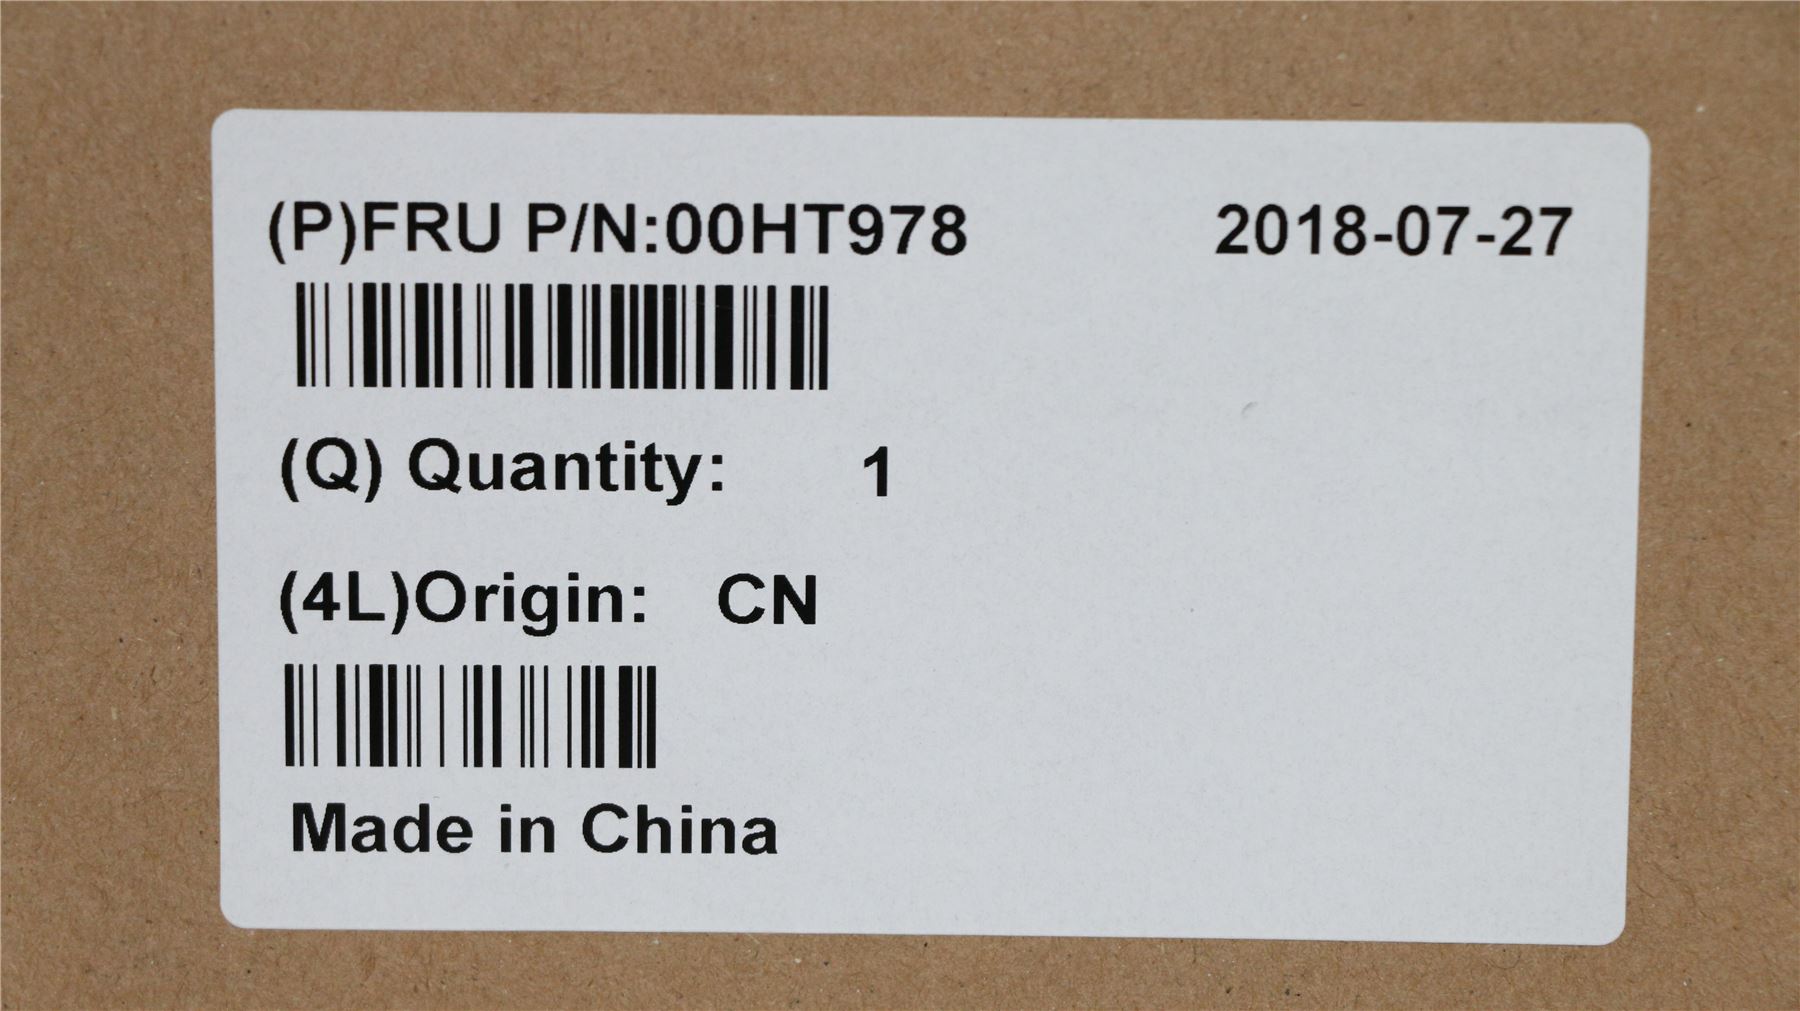 (P)FRU P/N:00HT978 2018-07-27
(Q) Quantity: 1
(4L)Origin: CN
Made in China